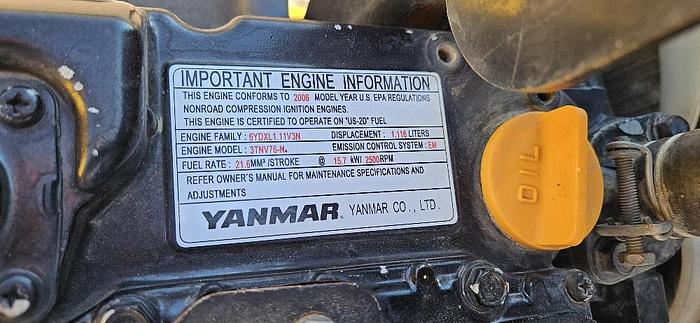 IMPORTANT ENGINE INFORMATION
THIS ENGINE CONFORMS TO 2006 MODEL YEAR U.S. EPA REGULATIONS
NONROAD COMPRESSION IGNITION ENGINES.
THIS ENGINE IS CERTIFIED TO OPERATE ON "US-2D" FUEL
ENGINE FAMILY : 6YDXL1.11V3N DISPLACEMENT : 1.116 LITERS
ENGINE MODEL : 3TNV76-N EMISSION CONTROL SYSTEM : EM
FUEL RATE : 21.6MM³/STROKE @ 15.7 kW/ 2500RPM
REFER OWNER'S MANUAL FOR MAINTENANCE SPECIFICATIONS AND
ADJUSTMENTS
YANMAR® YANMAR CO., LTD.
OIL